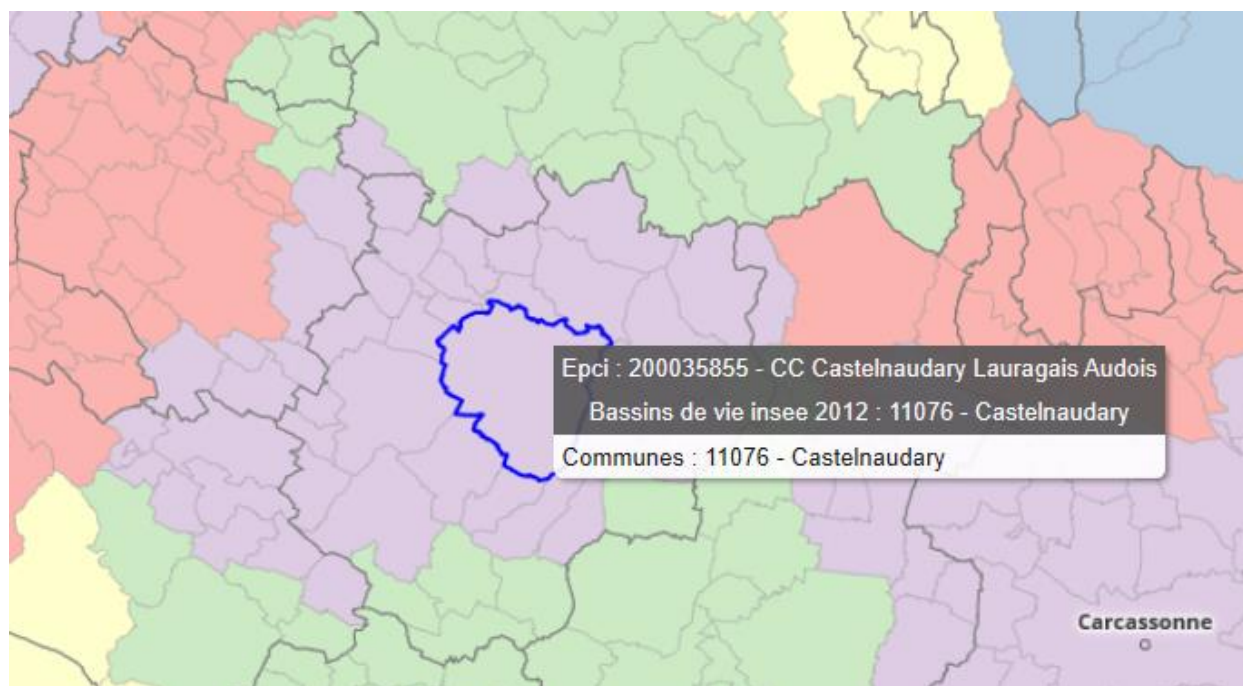 Epci : 200035855 - CC Castelnaudary Lauragais Audois
Bassins de vie insee 2012 : 11076 - Castelnaudary
Communes : 11076 - Castelnaudary
Carcassonne